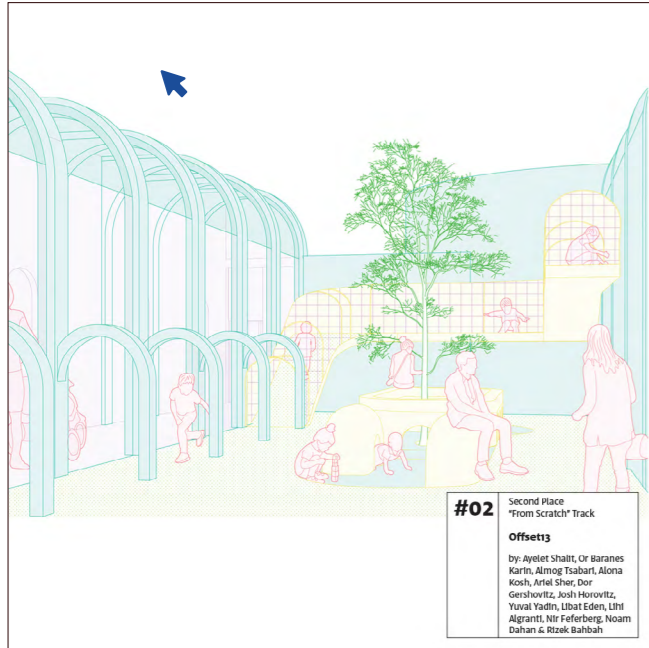 #02
Second Place
"From Scratch" Track
Offset13
by: Ayelet Shalit, Or Baranes
Karin, Almog Tsabari, Alona
Kosh, Ariel Sher, Dor
Gershovitz, Josh Horovitz,
Yuval Yadin, Libat Eden, Lihi
Algranti, Nir Feferberg, Noam
Dahan & Rizek Bahbah